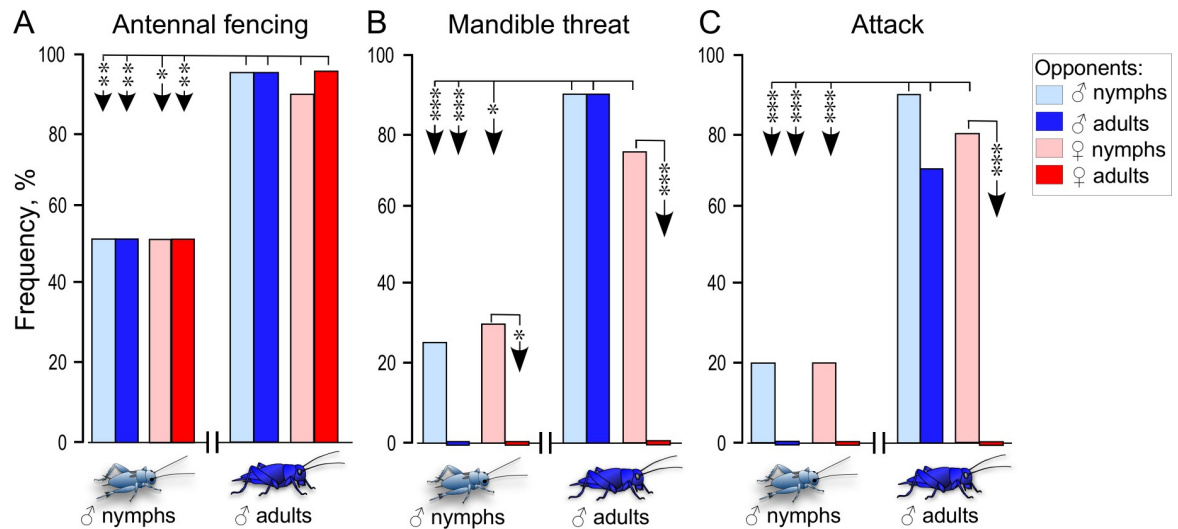 A Antennal fencing
B Mandible threat
C Attack
Frequency, %
100
80
60
40
20
0
** ** * **
♂ nymphs ♂ adults
100
80
60
40
20
0
*** *** *
*
***
♂ nymphs ♂ adults
100
80
60
40
20
0
*** *** ***
***
♂ nymphs ♂ adults
Opponents:
♂ nymphs
♂ adults
♀ nymphs
♀ adults